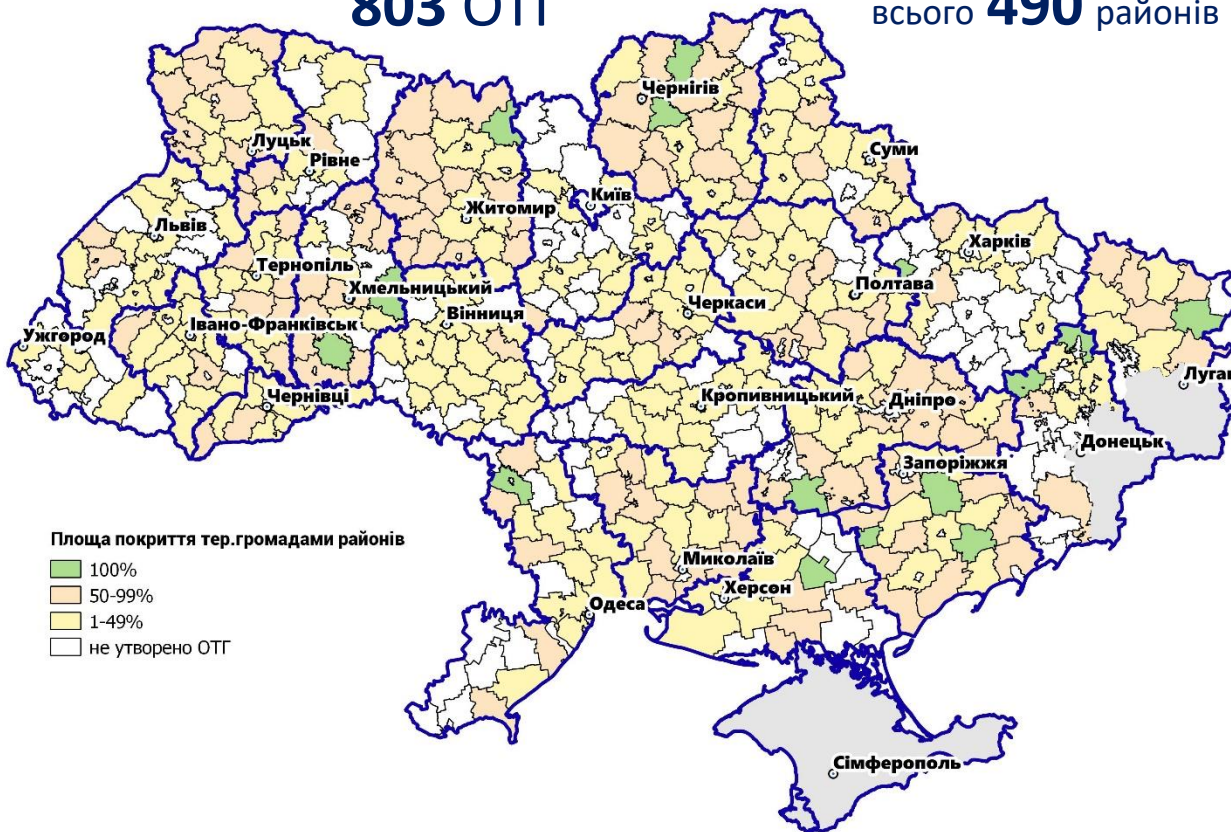 803 ОТГ
всього 490 районів
Чернігів
Луцьк
Рівне
Суми
Київ
Житомир
Львів
Харків
Тернопіль
Хмельницький
Полтава
Черкаси
Вінниця
Івано-Франківськ
Ужгород
Луган
Чернівці
Кропивницький
Дніпро
Донецьк
Запоріжжя
Миколаїв
Херсон
Одеса
Сімферополь
Площа покриття тер.громадами районів
100%
50-99%
1-49%
не утворено ОТГ